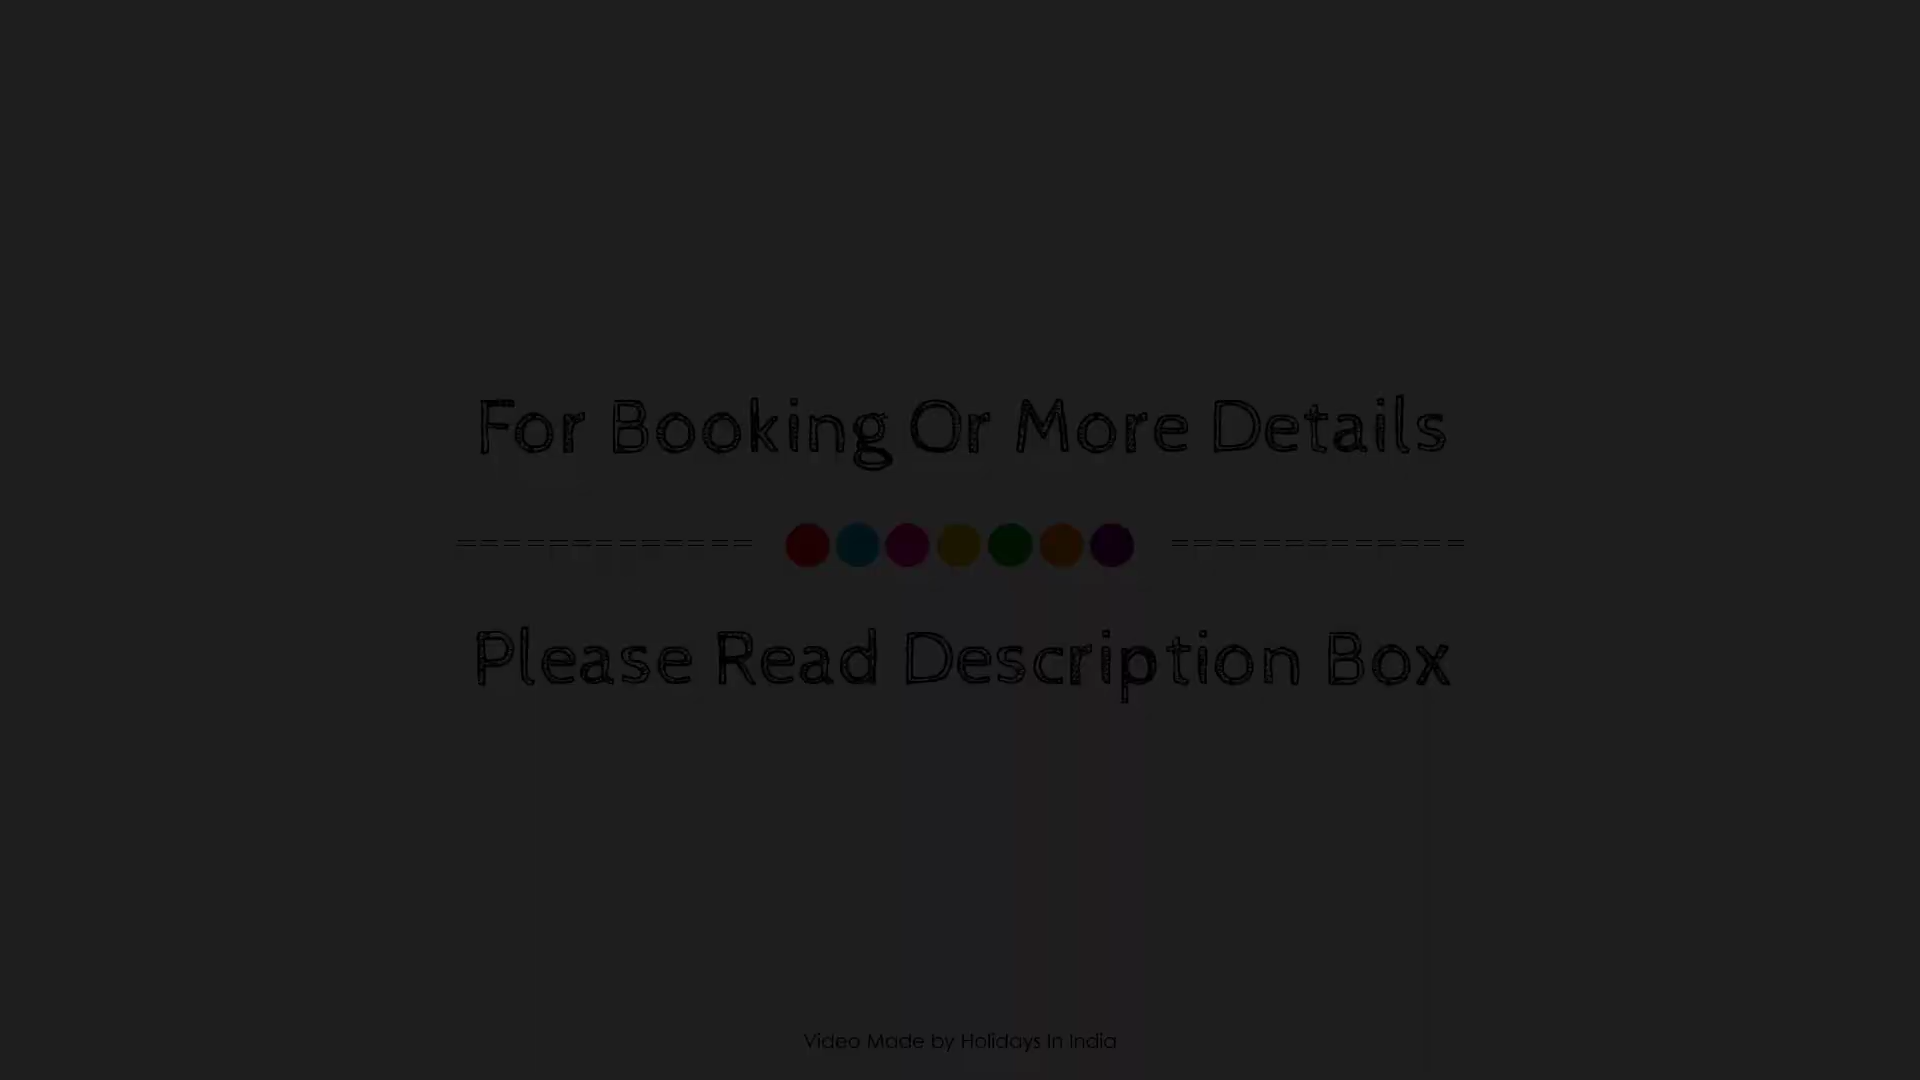 For Booking Or More Details
============= =============
Please Read Description Box
Video Made by Holidays In India